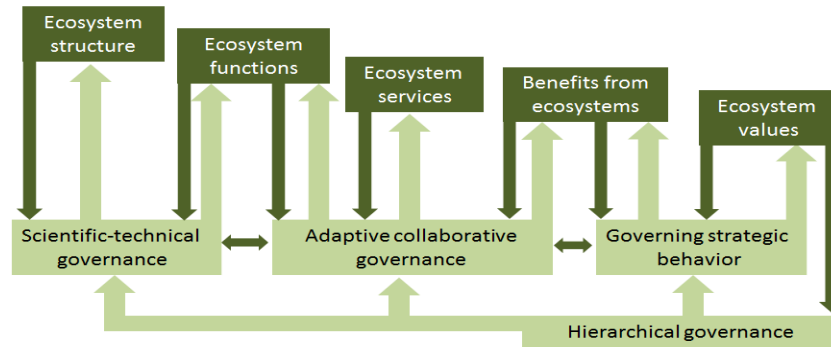 Ecosystem
structure
Ecosystem
functions
Ecosystem
services
Benefits from
ecosystems
Ecosystem
values
Scientific-technical
governance
Adaptive collaborative
governance
Governing strategic
behavior
Hierarchical governance